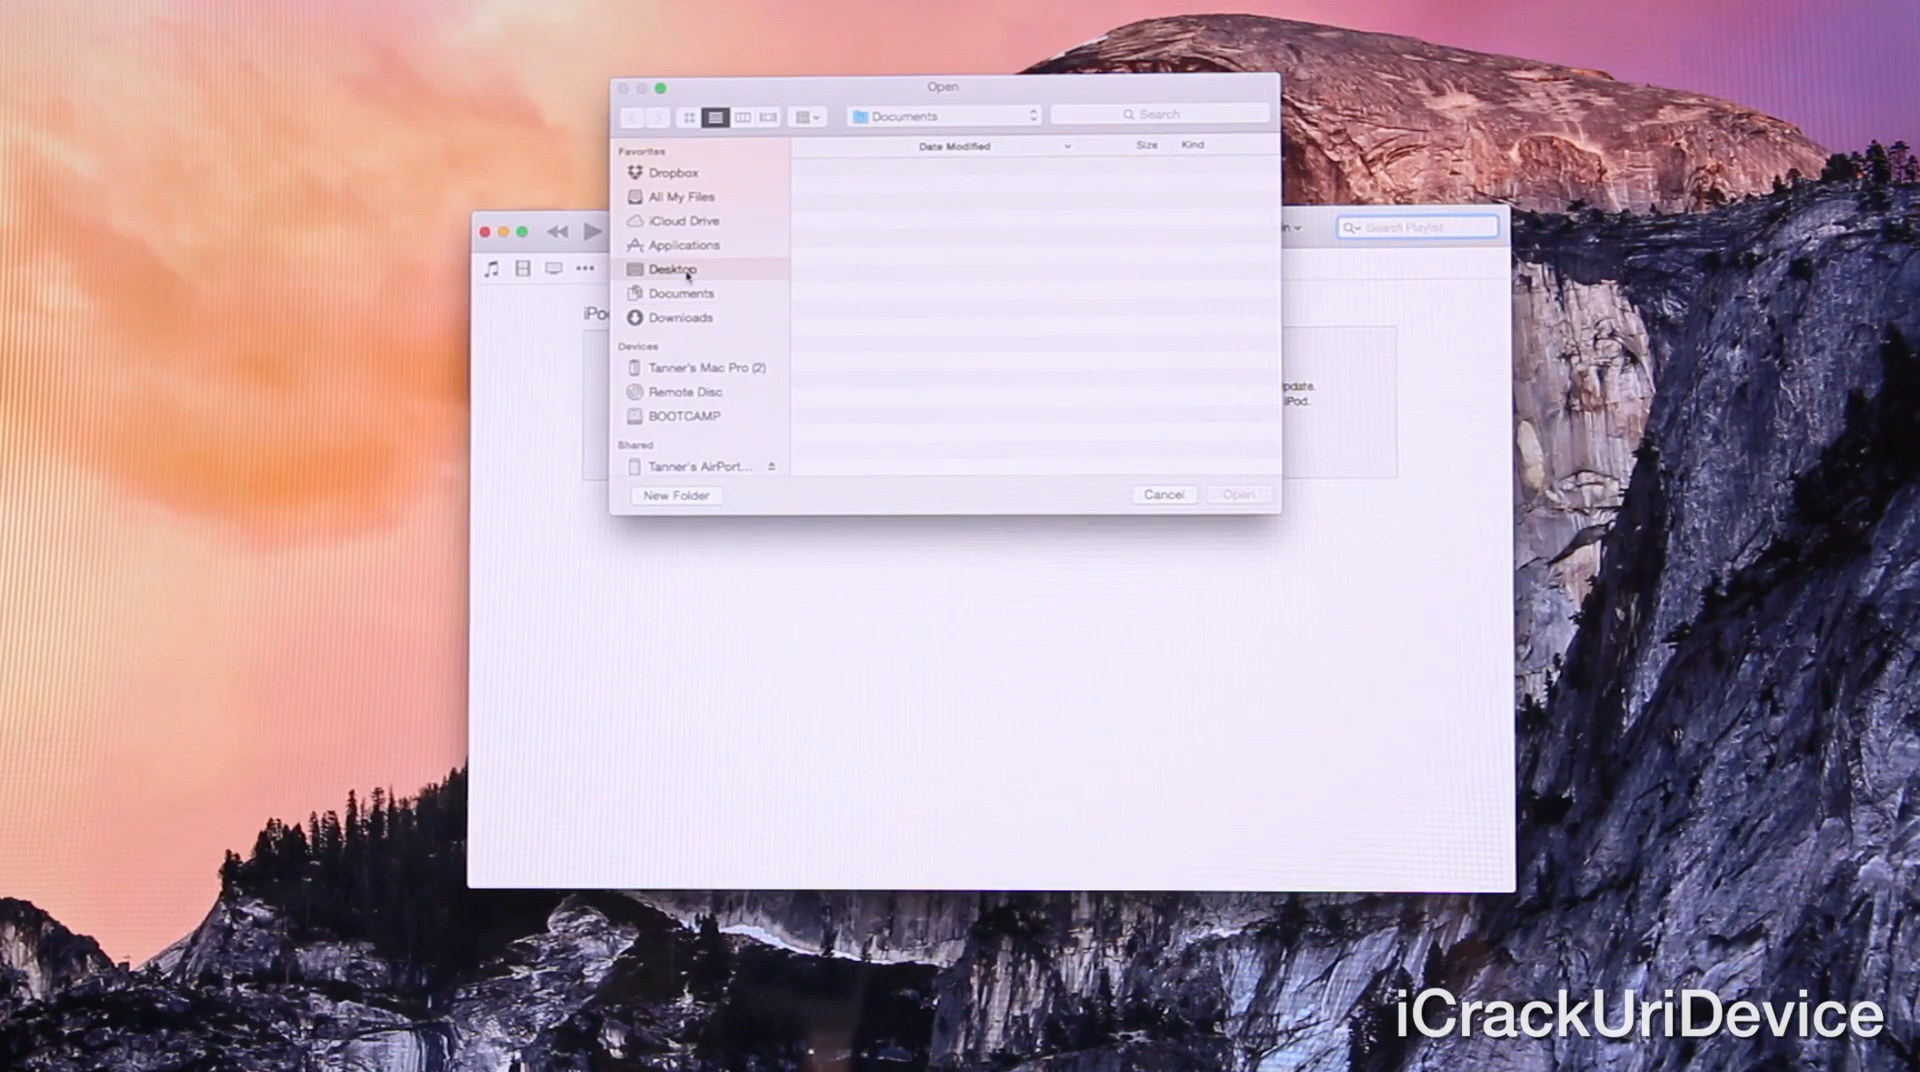 Open
Documents
Search
Favorites
Date Modified
Size
Kind
Dropbox
All My Files
iCloud Drive
Applications
Desktop
Documents
Downloads
Search Playlist
Devices
Tanner's Mac Pro (2)
Remote Disc
BOOTCAMP
iPod.
Shared
Tanner's AirPort...
New Folder
Cancel
Open
iCrackUriDevice